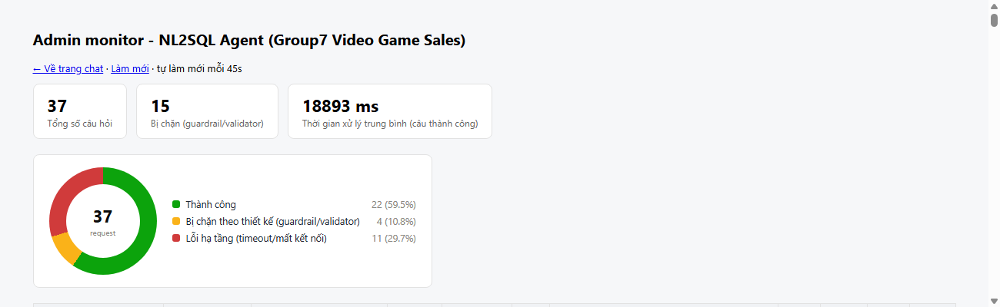 Admin monitor - NL2SQL Agent (Group7 Video Game Sales)
← Về trang chat · Làm mới · tự làm mới mỗi 45s
37
Tổng số câu hỏi
15
Bị chặn (guardrail/validator)
18893 ms
Thời gian xử lý trung bình (câu thành công)
37
request
Thành công 22 (59.5%)
Bị chặn theo thiết kế (guardrail/validator) 4 (10.8%)
Lỗi hạ tầng (timeout/mất kết nối) 11 (29.7%)